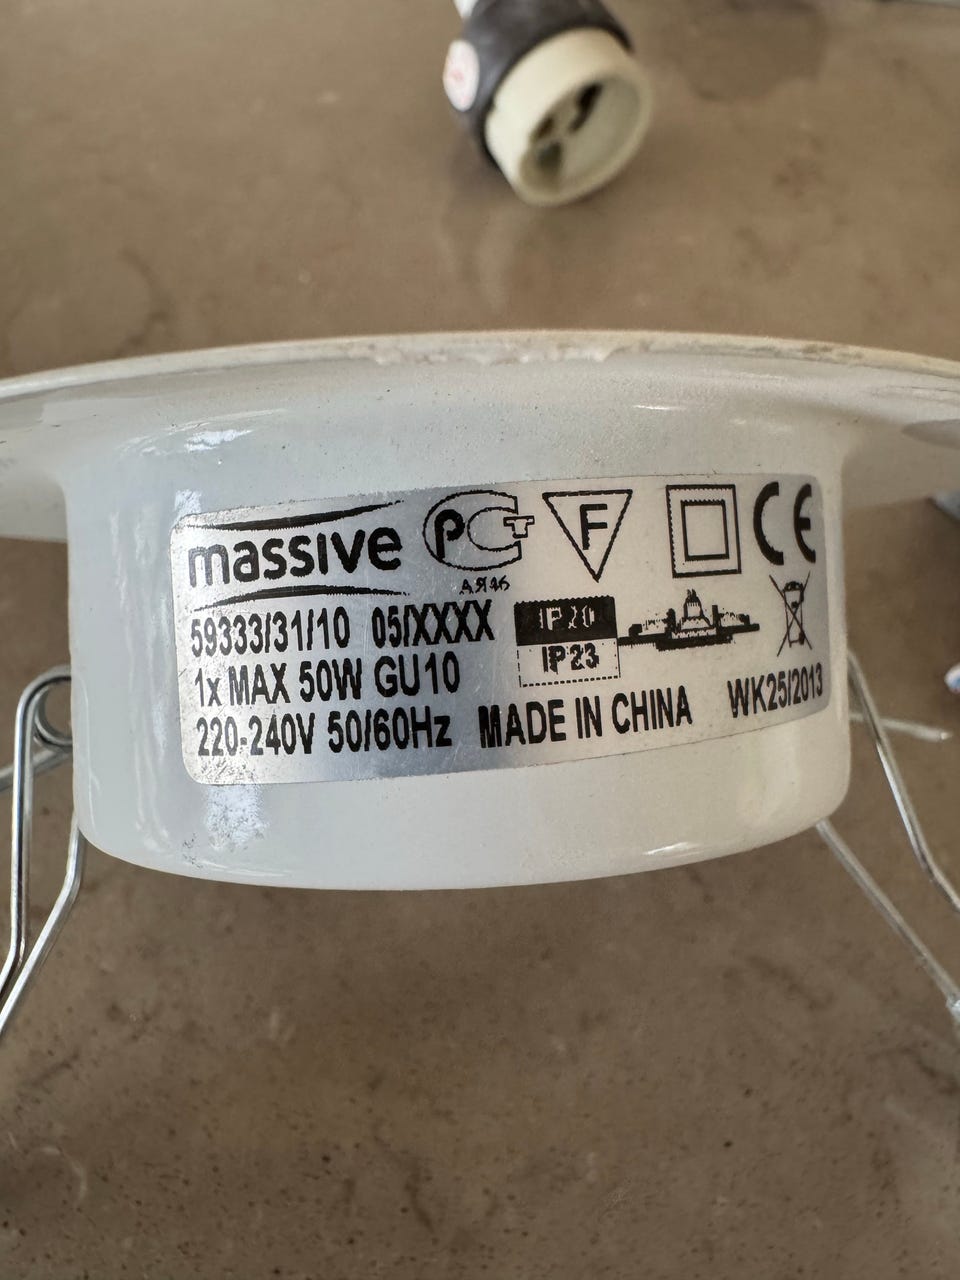 massive PCT F CE
АЯ46
59333/31/10 05/XXXX IP20
1x MAX 50W GU10 IP23
220-240V 50/60Hz MADE IN CHINA WK25/2013